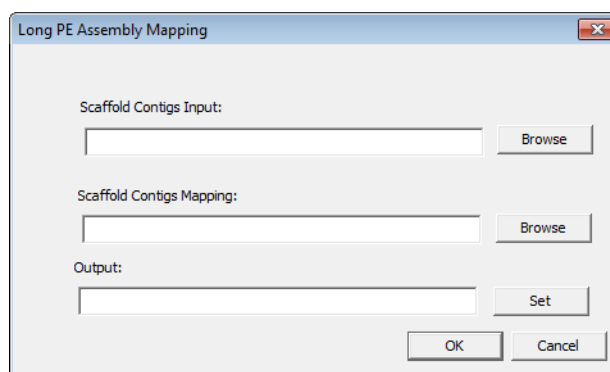 Long PE Assembly Mapping
Scaffold Contigs Input:
Browse
Scaffold Contigs Mapping:
Browse
Output:
Set
OK Cancel